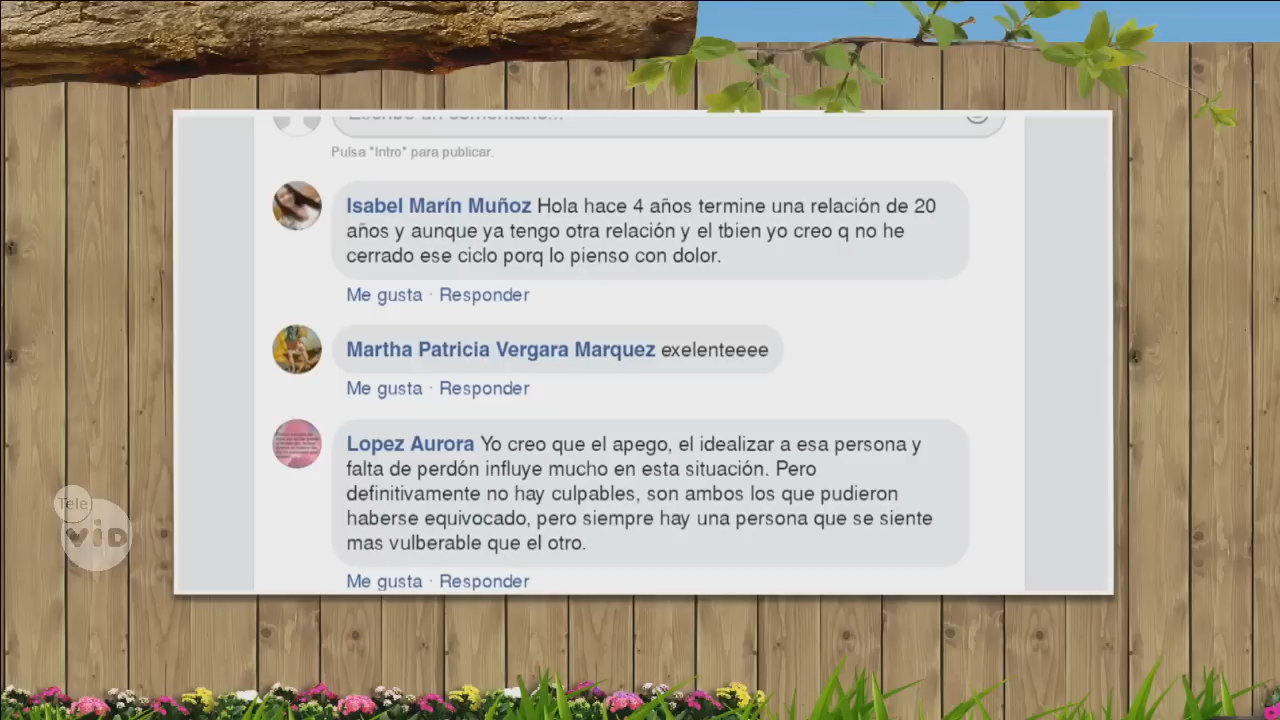 Escribe un comentario...
Pulsa "Intro" para publicar.
Isabel Marín Muñoz Hola hace 4 años termine una relación de 20
años y aunque ya tengo otra relación y el tbien yo creo q no he
cerrado ese ciclo porq lo pienso con dolor.
Me gusta · Responder
Martha Patricia Vergara Marquez exelenteeee
Me gusta · Responder
Lopez Aurora Yo creo que el apego, el idealizar a esa persona y
falta de perdón influye mucho en esta situación. Pero
definitivamente no hay culpables, son ambos los que pudieron
haberse equivocado, pero siempre hay una persona que se siente
mas vulberable que el otro.
Me gusta · Responder
Tele
ViD